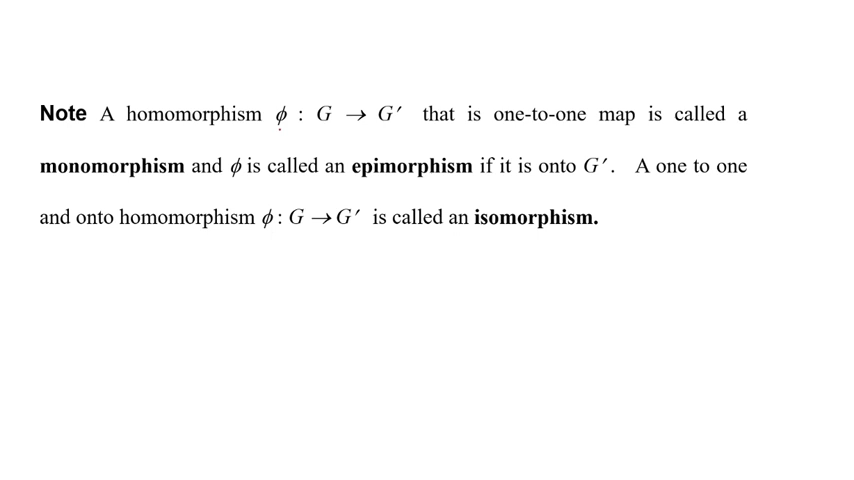 Note A homomorphism ϕ : G → G′ that is one-to-one map is called a
monomorphism and ϕ is called an epimorphism if it is onto G′. A one to one
and onto homomorphism ϕ : G → G′ is called an isomorphism.